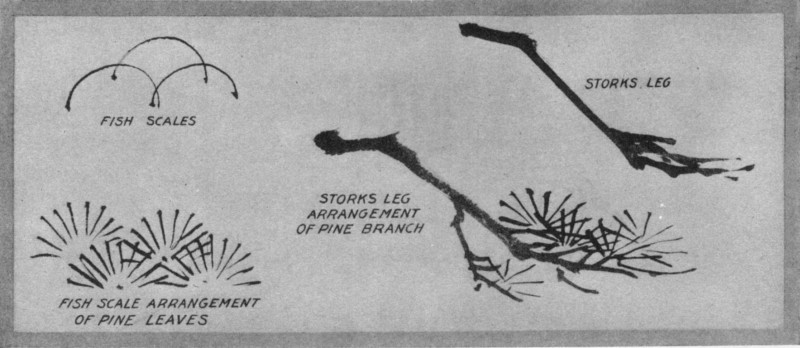 FISH SCALES
STORKS LEG
STORKS LEG
ARRANGEMENT
OF PINE BRANCH
FISH SCALE ARRANGEMENT
OF PINE LEAVES